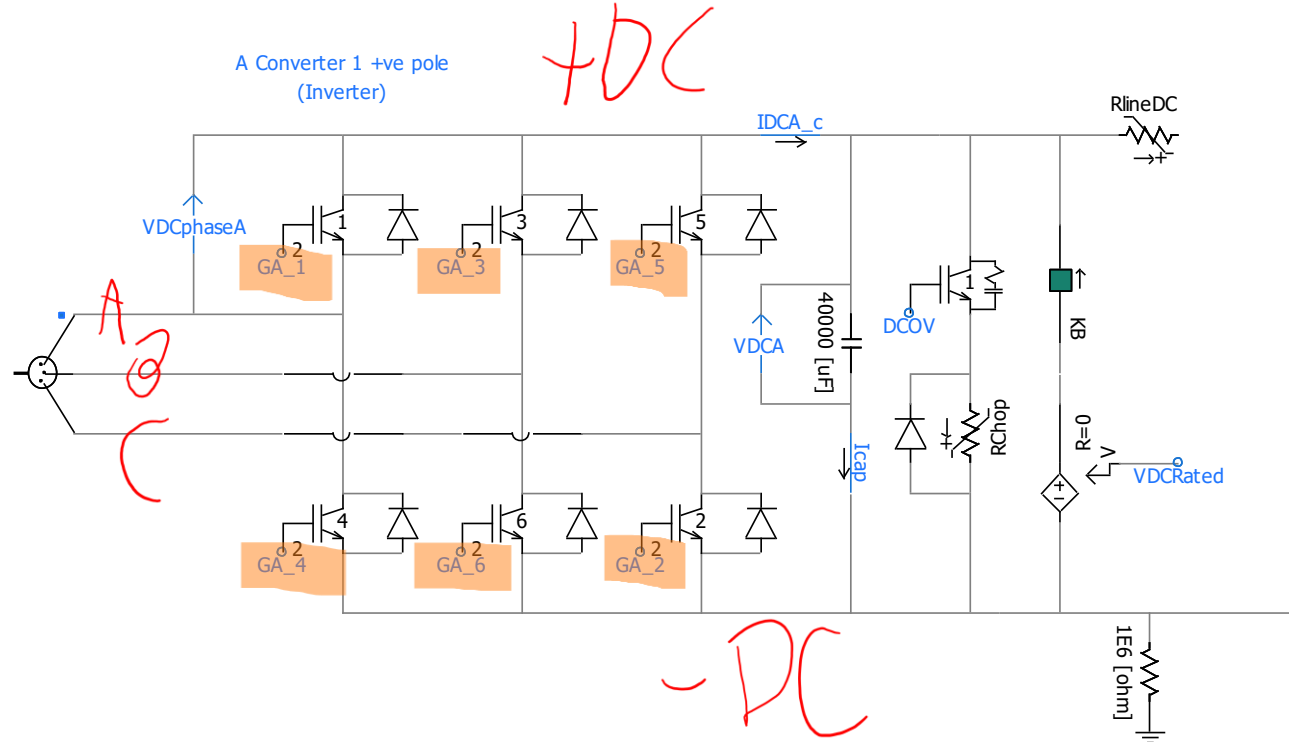 +DC
A Converter 1 +ve pole
(Inverter)
RlineDC
IDCA_c
VDCphaseA
1
2
GA_1
3
2
GA_3
5
2
GA_5
A
C
1
DCOV
KB
VDCA
40000 [uF]
Icap
RChop
R=0
V
VDCRated
4
2
GA_4
6
2
GA_6
2
2
GA_2
-DC
1E6 [ohm]